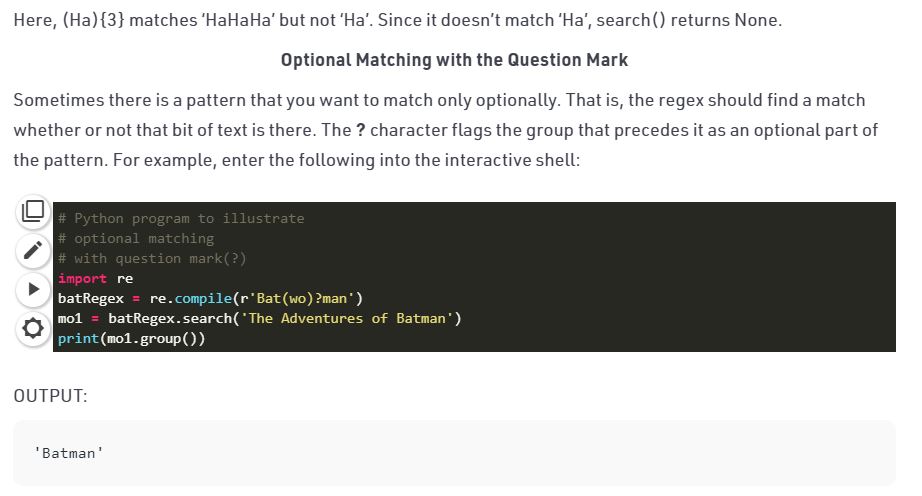 Here, (Ha){3} matches ‘HaHaHa’ but not ‘Ha’. Since it doesn’t match ‘Ha’, search() returns None.
Optional Matching with the Question Mark
Sometimes there is a pattern that you want to match only optionally. That is, the regex should find a match
whether or not that bit of text is there. The ? character flags the group that precedes it as an optional part of
the pattern. For example, enter the following into the interactive shell:
# Python program to illustrate
# optional matching
# with question mark(?)
import re
batRegex = re.compile(r'Bat(wo)?man')
mo1 = batRegex.search('The Adventures of Batman')
print(mo1.group())
OUTPUT:
'Batman'